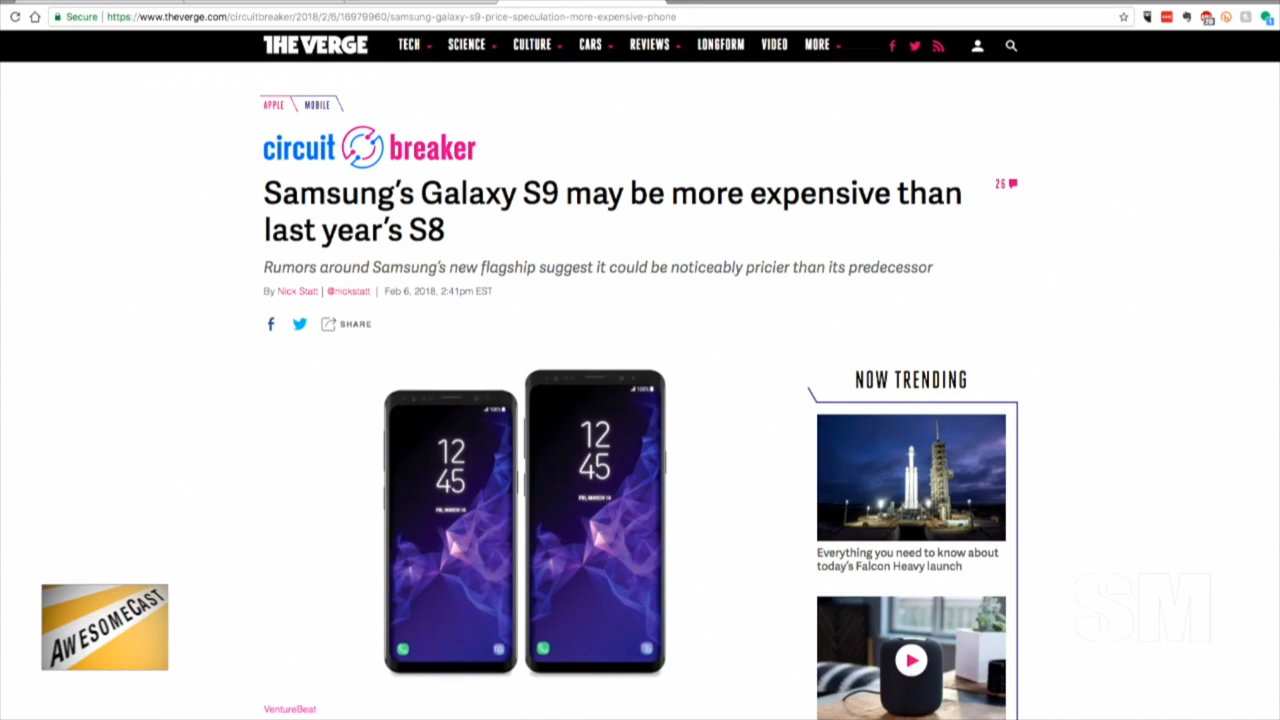 Secure | https://www.theverge.com/circuitbreaker/2018/2/6/16979960/samsung-galaxy-s9-price-speculation-more-expensive-phone
THE VERGE TECH SCIENCE CULTURE CARS REVIEWS LONGFORM VIDEO MORE
APPLE MOBILE
circuit breaker
Samsung's Galaxy S9 may be more expensive than
last year's S8
26
Rumors around Samsung's new flagship suggest it could be noticeably pricier than its predecessor
By Nick Statt | @nickstatt | Feb 6, 2018, 2:41pm EST
SHARE
NOW TRENDING
100%
12
45
100%
12
45
Everything you need to know about
today's Falcon Heavy launch
AWESOMECAST
SM
VentureBeat